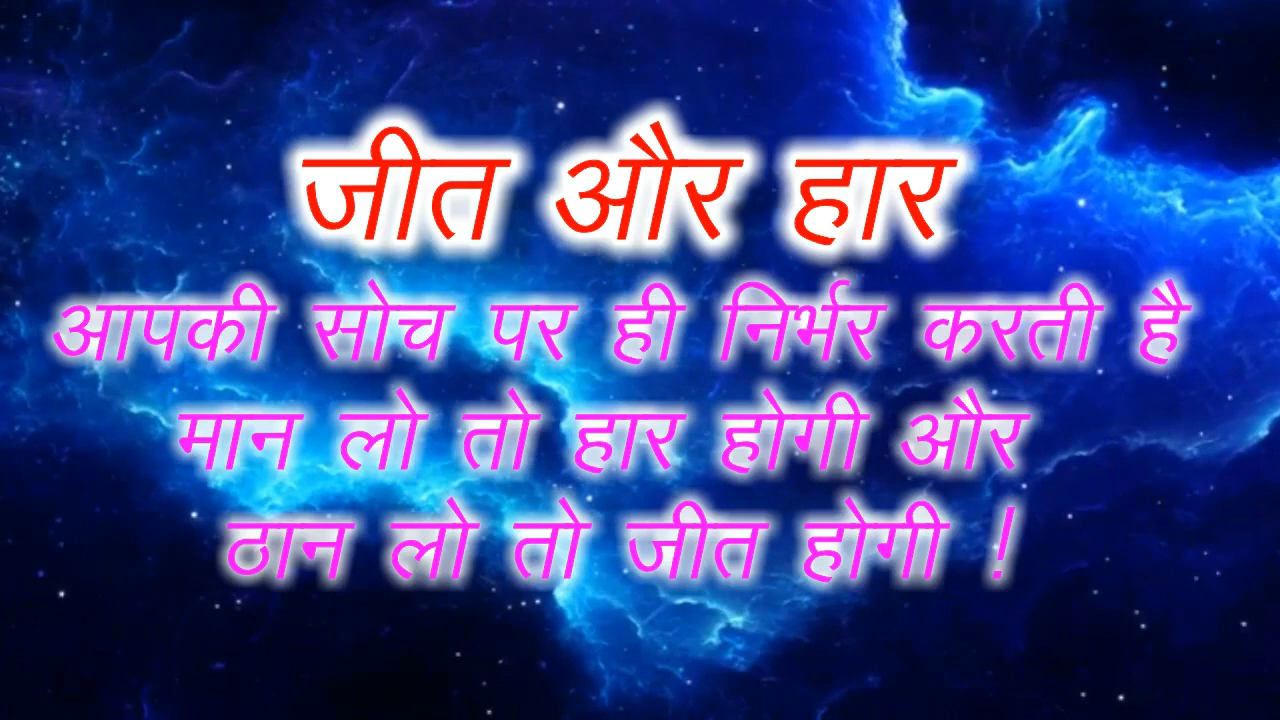 जीत और हार
आपकी सोच पर ही निर्भर करती है
मान लो तो हार होगी और
ठान लो तो जीत होगी !